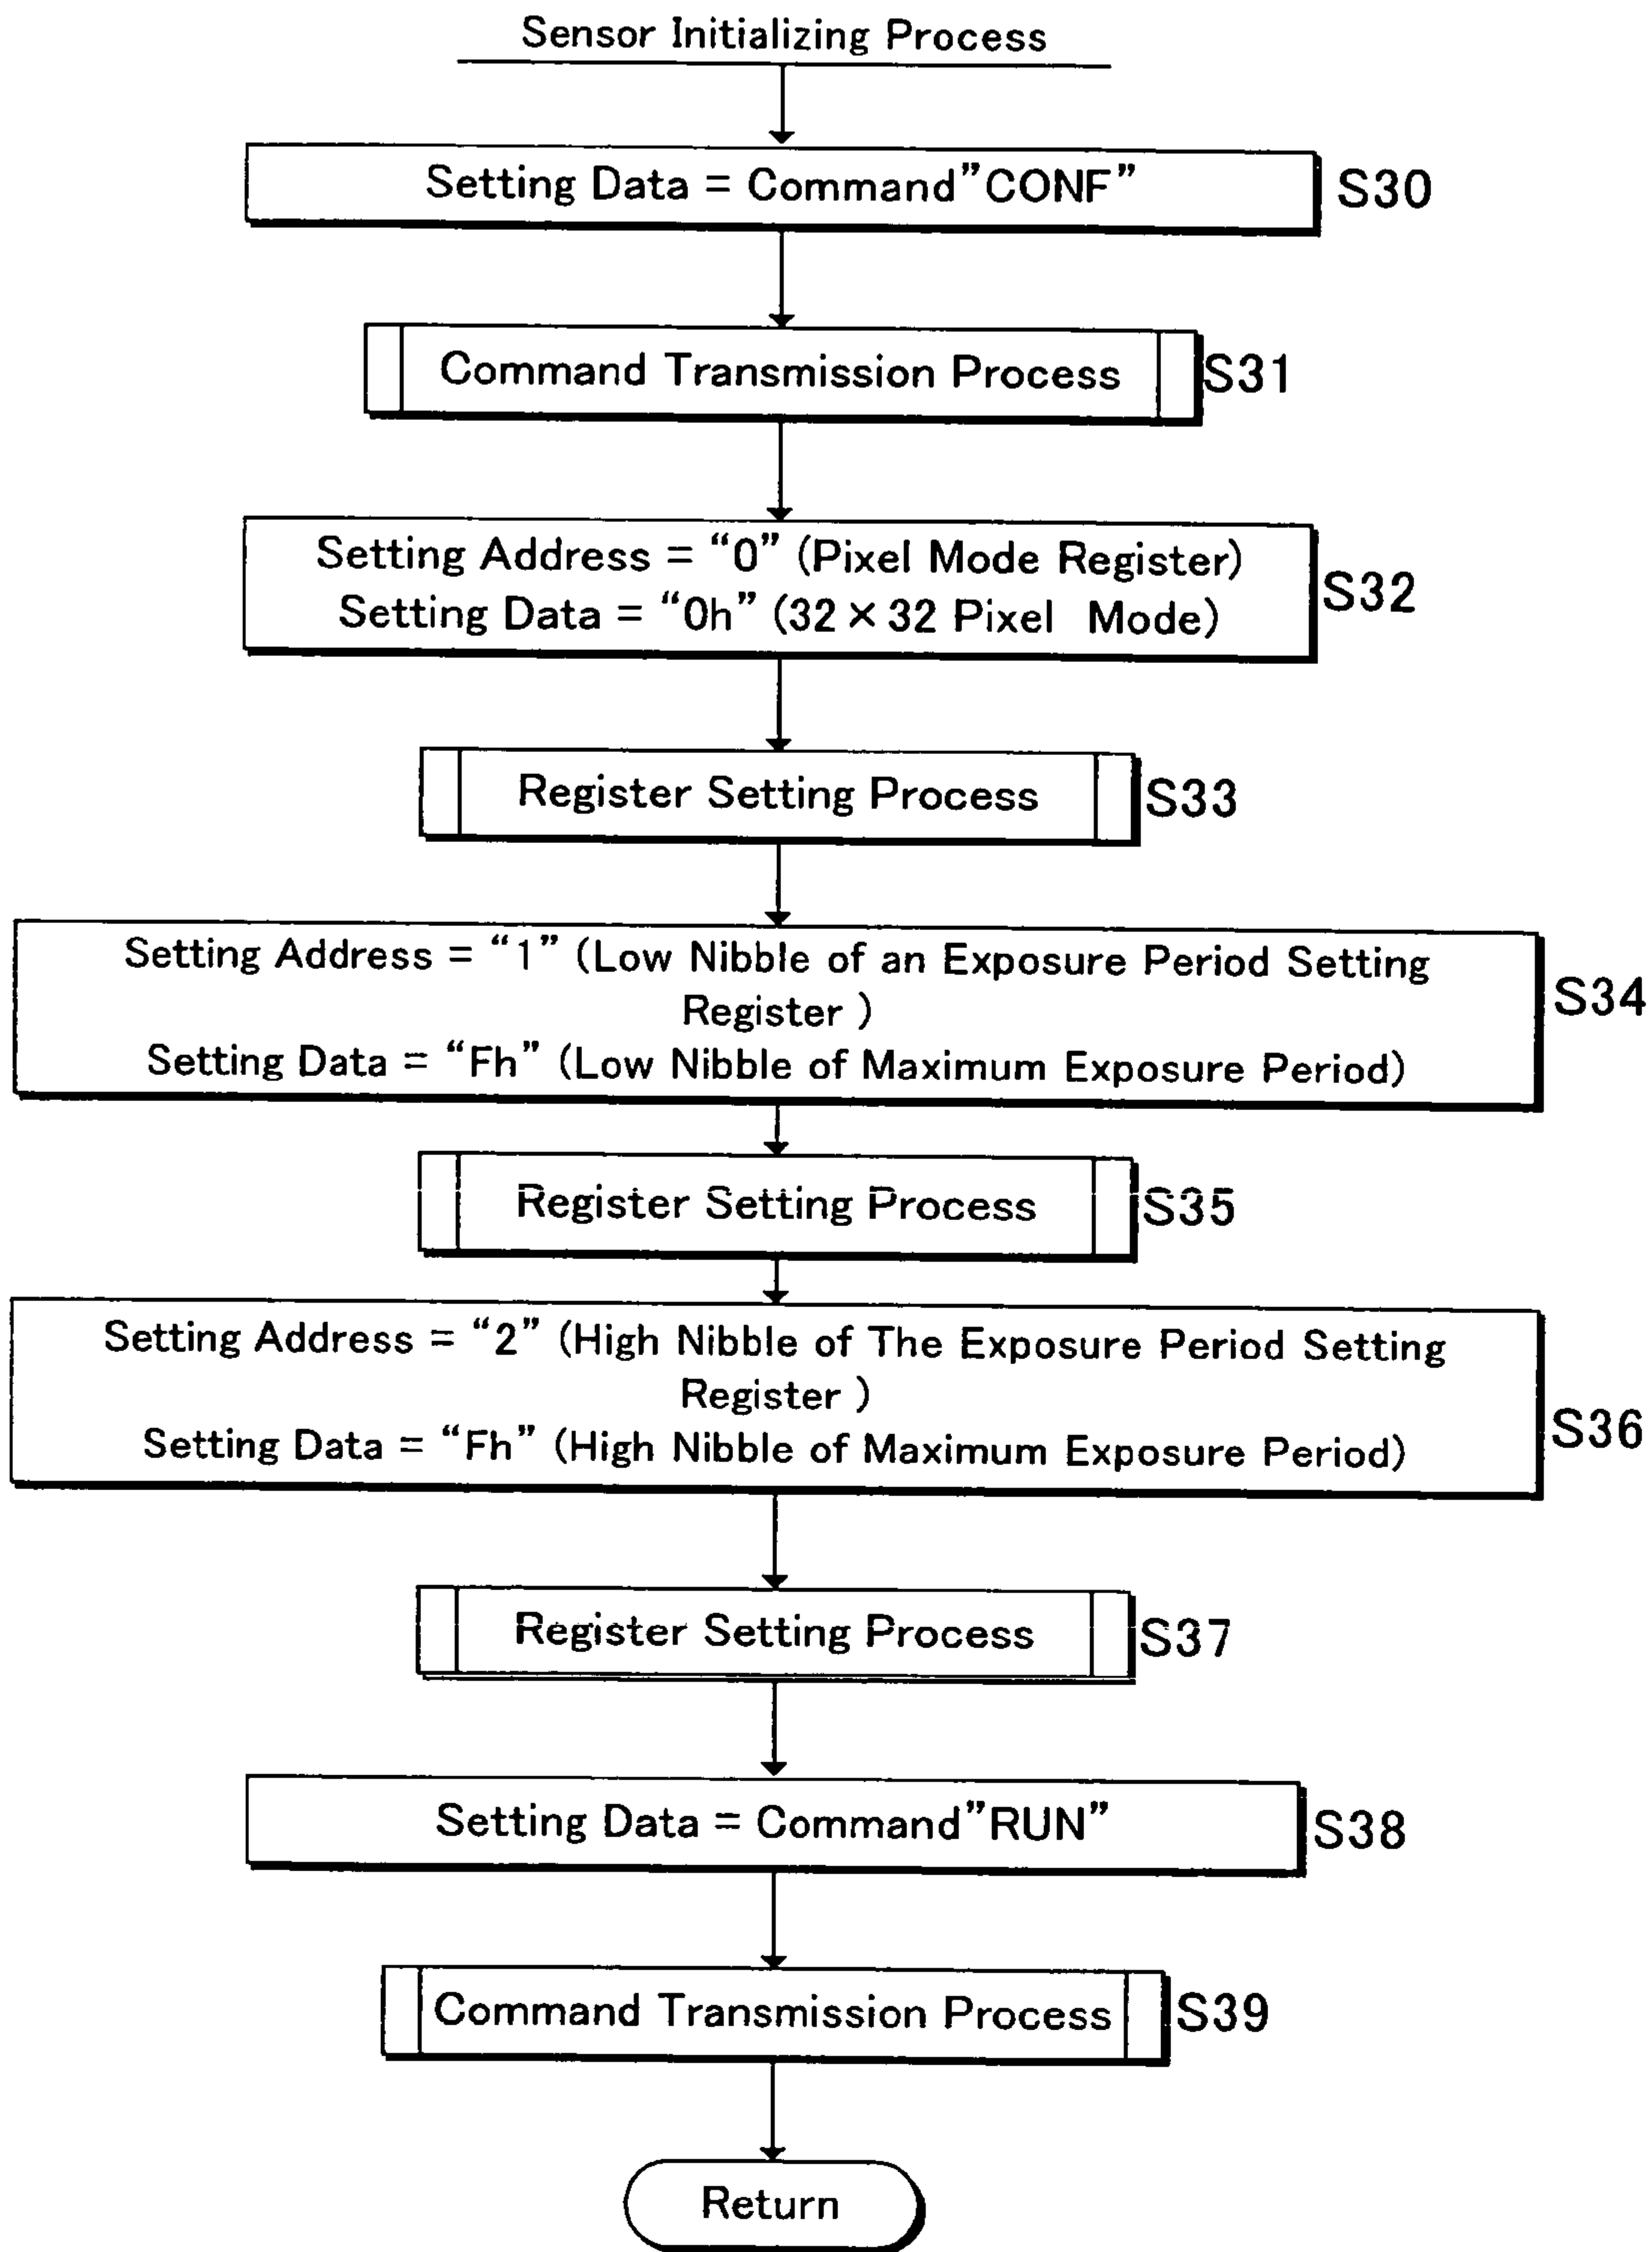 Sensor Initializing Process
Setting Data = Command”CONF”
S30
Command Transmission Process
S31
Setting Address = “0” (Pixel Mode Register)
Setting Data = “0h” (32×32 Pixel Mode)
S32
Register Setting Process
S33
Setting Address = “1” (Low Nibble of an Exposure Period Setting
Register )
Setting Data = “Fh” (Low Nibble of Maximum Exposure Period)
S34
Register Setting Process
S35
Setting Address = “2” (High Nibble of The Exposure Period Setting
Register )
Setting Data = “Fh” (High Nibble of Maximum Exposure Period)
S36
Register Setting Process
S37
Setting Data = Command”RUN”
S38
Command Transmission Process
S39
Return